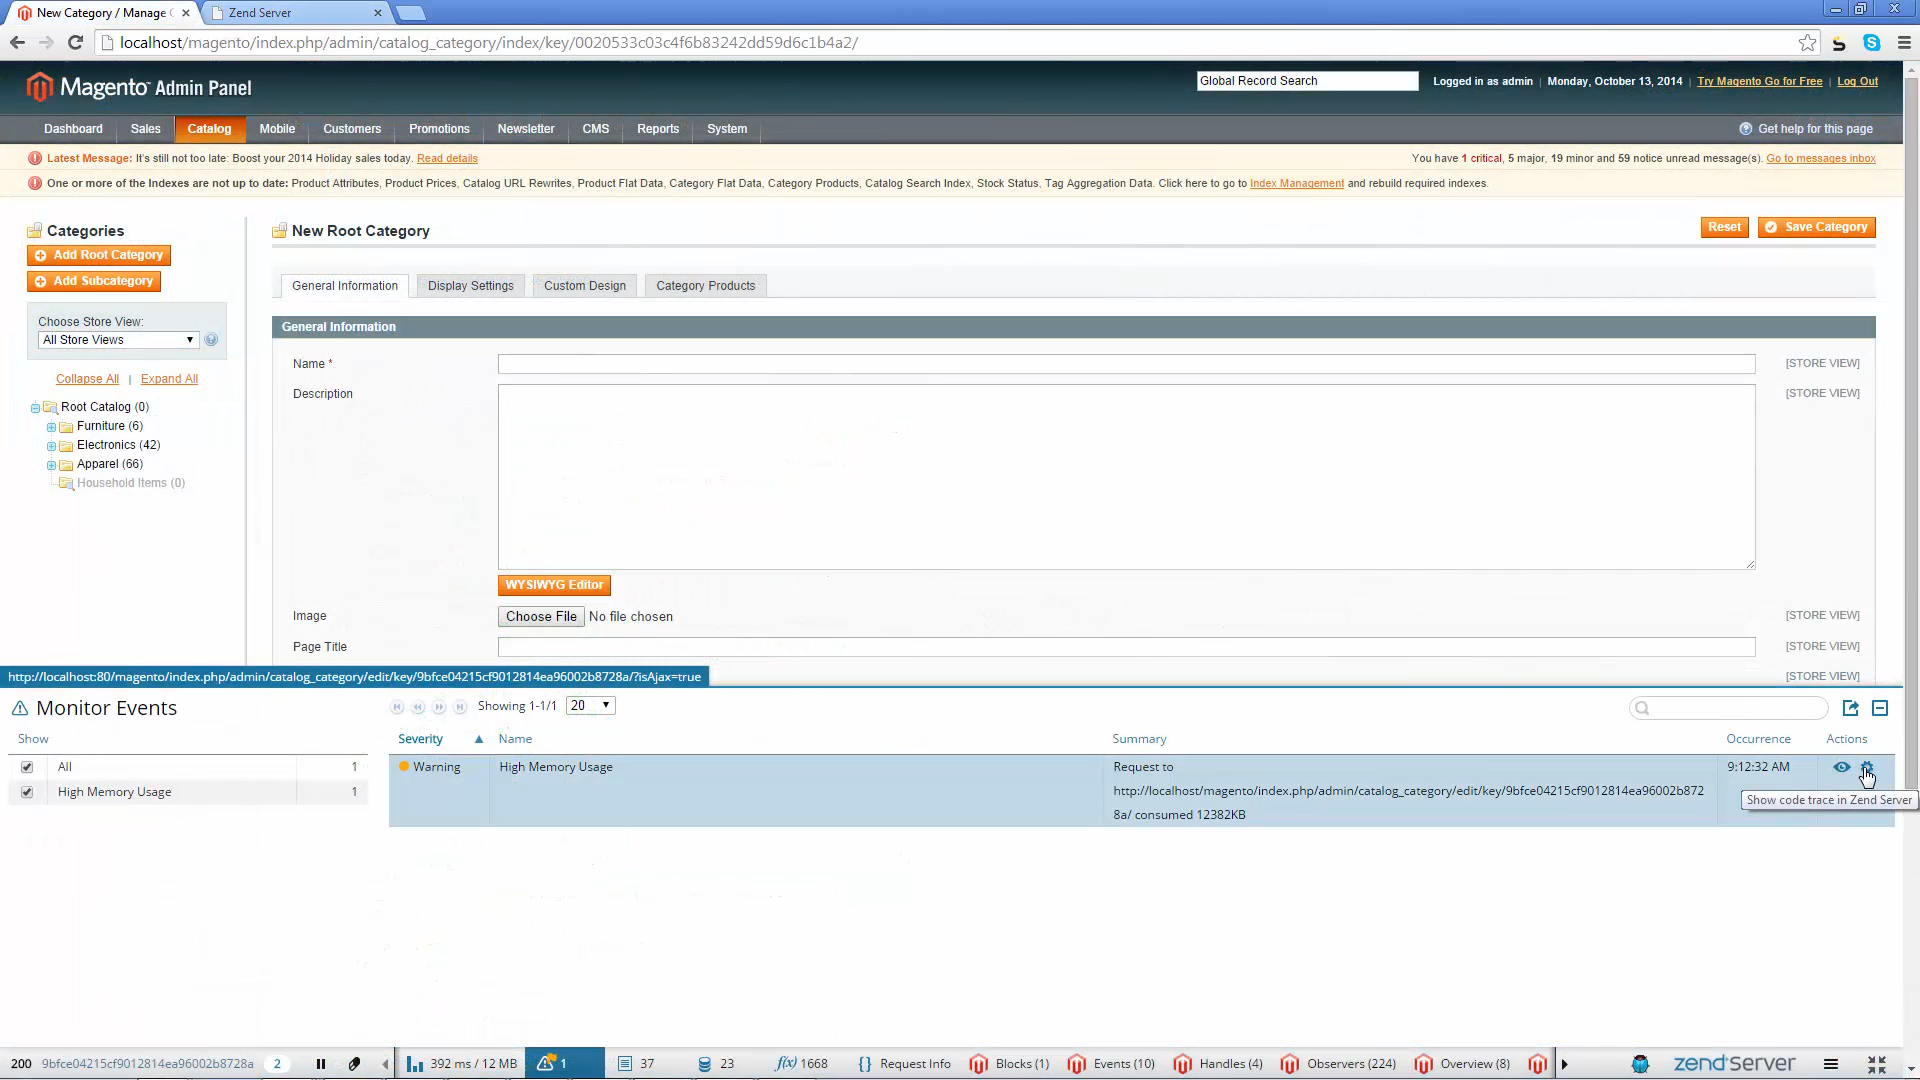 New Category / Manage
Zend Server
localhost/magento/index.php/admin/catalog_category/index/key/0020533c03c4f6b83242dd59d6c1b4a2/
Magento Admin Panel
Global Record Search
Logged in as admin | Monday, October 13, 2014 | Try Magento Go for Free | Log Out
Dashboard Sales Catalog Mobile Customers Promotions Newsletter CMS Reports System
Get help for this page
Latest Message: It's still not too late: Boost your 2014 Holiday sales today. Read details
You have 1 critical, 5 major, 19 minor and 59 notice unread message(s). Go to messages inbox
One or more of the Indexes are not up to date: Product Attributes, Product Prices, Catalog URL Rewrites, Product Flat Data, Category Flat Data, Category Products, Catalog Search Index, Stock Status, Tag Aggregation Data. Click here to go to Index Management and rebuild required indexes.
Categories
Add Root Category
Add Subcategory
Choose Store View:
All Store Views
Collapse All | Expand All
Root Catalog (0)
Furniture (6)
Electronics (42)
Apparel (66)
Household Items (0)
New Root Category
Reset
Save Category
General Information
Display Settings
Custom Design
Category Products
General Information
Name *
[STORE VIEW]
Description
[STORE VIEW]
WYSIWYG Editor
Image
Choose File No file chosen
[STORE VIEW]
Page Title
[STORE VIEW]
[STORE VIEW]
http://localhost:80/magento/index.php/admin/catalog_category/edit/key/9bfce04215cf9012814ea96002b8728a/?isAjax=true
Monitor Events
Showing 1-1/1
20
Show
All 1
High Memory Usage 1
Severity Name Summary Occurrence Actions
Warning
High Memory Usage
Request to
http://localhost/magento/index.php/admin/catalog_category/edit/key/9bfce04215cf9012814ea96002b872
8a/ consumed 12382KB
9:12:32 AM
Show code trace in Zend Server
200 9bfce04215cf9012814ea96002b8728a 2
392 ms / 12 MB
1
37
23
f(x) 1668
{} Request Info
Blocks (1)
Events (10)
Handles (4)
Observers (224)
Overview (8)
zendServer